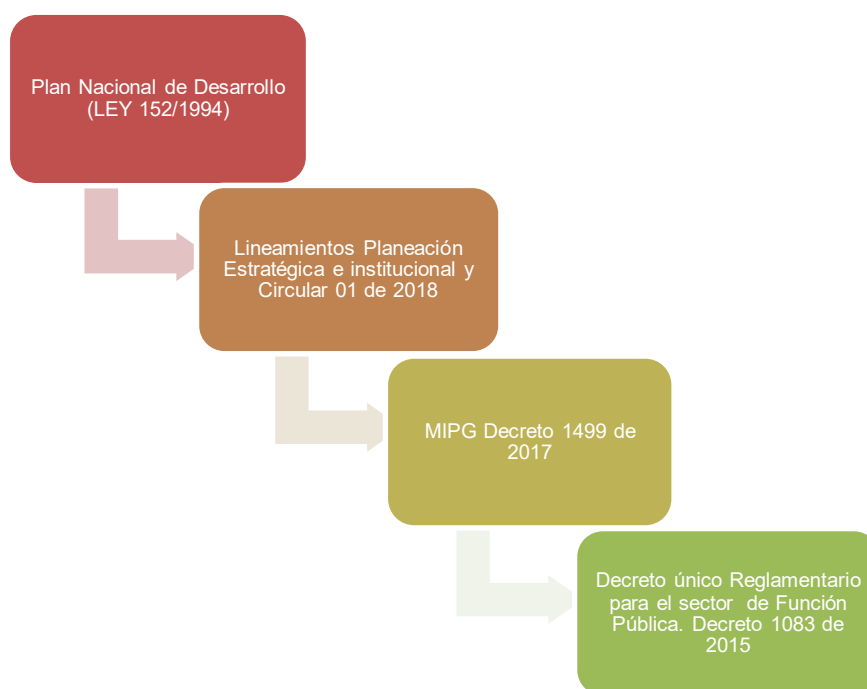 Plan Nacional de Desarrollo
(LEY 152/1994)
Lineamientos Planeación
Estratégica e institucional y
Circular 01 de 2018
MIPG Decreto 1499 de
2017
Decreto único Reglamentario
para el sector de Función
Pública. Decreto 1083 de
2015